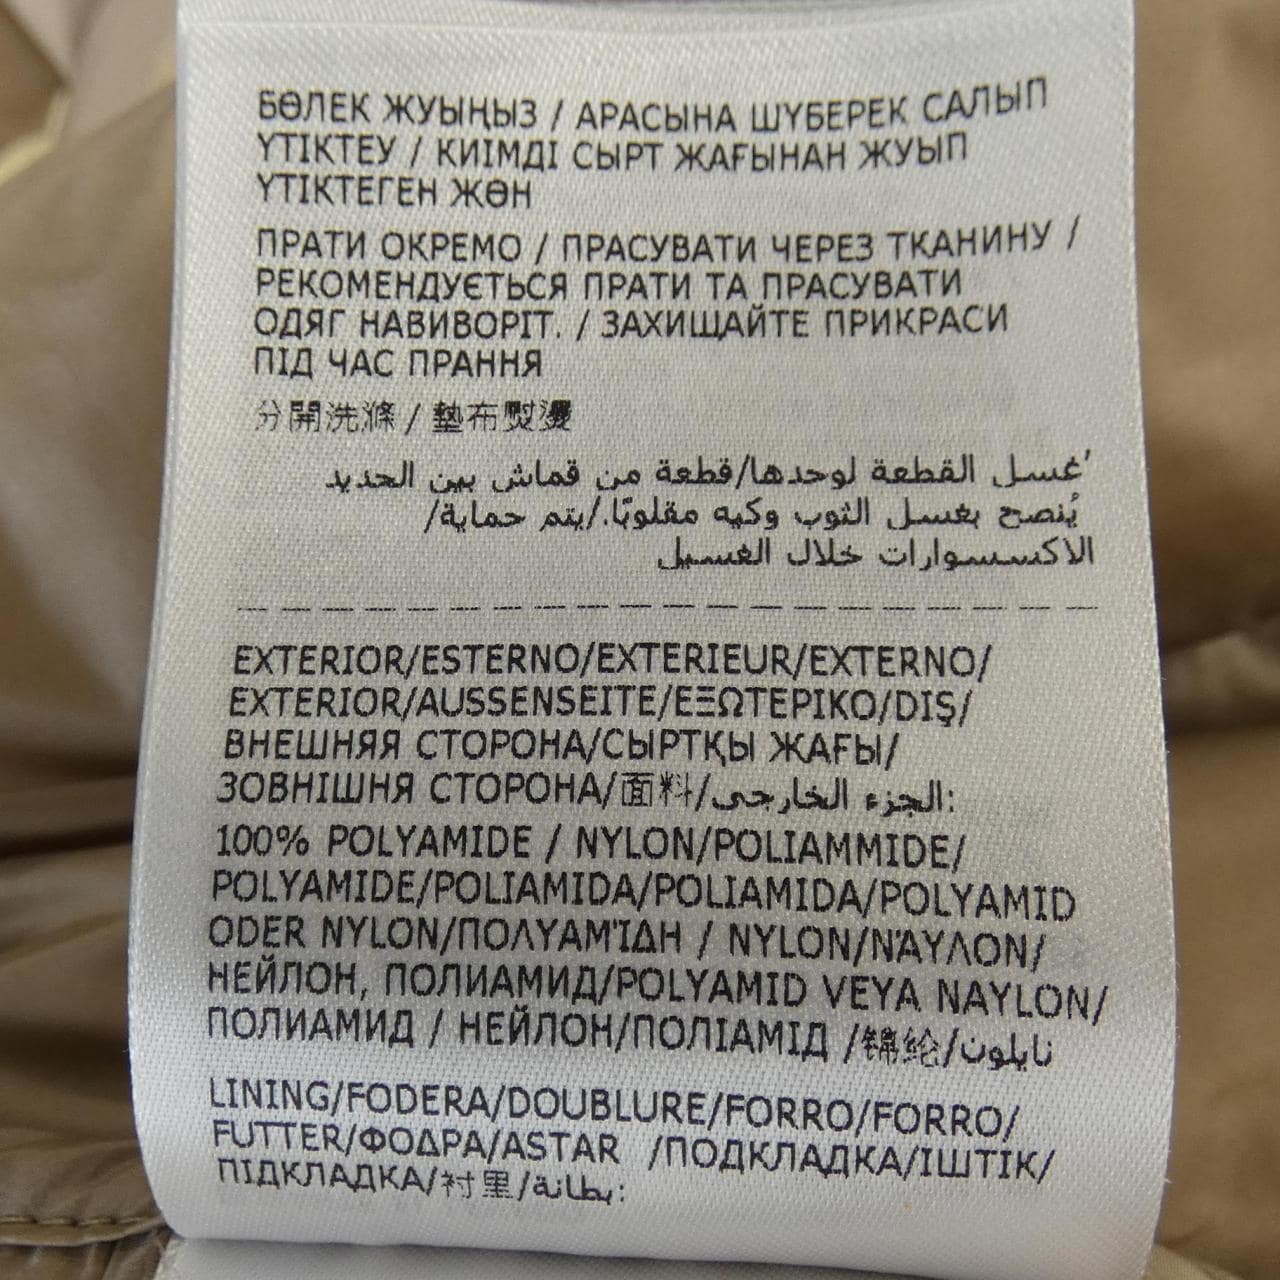 БӨЛЕК ЖУЫҢЫЗ / АРАСЫНА ШҮБЕРЕК САЛЫП
ҮТІКТЕУ / КИІМДІ СЫРТ ЖАҒЫНАН ЖУЫП
ҮТІКТЕГЕН ЖӨН
ПРАТИ ОКРЕМО / ПРАСУВАТИ ЧЕРЕЗ ТКАНИНУ /
РЕКОМЕНДУЄТЬСЯ ПРАТИ ТА ПРАСУВАТИ
ОДЯГ НАВИВОРІТ. / ЗАХИЩАЙТЕ ПРИКРАСИ
ПІД ЧАС ПРАННЯ
分開洗滌 / 墊布熨燙
غسل القطعة لوحدها/قطعة من قماش بين الحديد'
يُنصح بغسل الثوب وكيه مقلوبًا./يتم حماية/
الاكسسوارات خلال الغسيل
EXTERIOR/ESTERNO/EXTERIEUR/EXTERNO/
EXTERIOR/AUSSENSEITE/ΕΞΩΤΕΡΙΚΟ/DIŞ/
ВНЕШНЯЯ СТОРОНА/СЫРТҚЫ ЖАҒЫ/
ЗОВНІШНЯ СТОРОНА/面料/الجزء الخارجى:
100% POLYAMIDE / NYLON/POLIAMMIDE/
POLYAMIDE/POLIAMIDA/POLIAMIDA/POLYAMID
ODER NYLON/ΠΟΛΥΑΜΊΔΗ / NYLON/ΝΆΥΛΟΝ/
НЕЙЛОН, ПОЛИАМИД/POLYAMID VEYA NAYLON/
ПОЛИАМИД / НЕЙЛОН/ПОЛІАМІД /锦纶/نايلون
LINING/FODERA/DOUBLURE/FORRO/FORRO/
FUTTER/ΦΟΔΡΑ/ASTAR /ПОДКЛАДКА/ІШТІК/
ПІДКЛАДКА/衬里/بطانة: